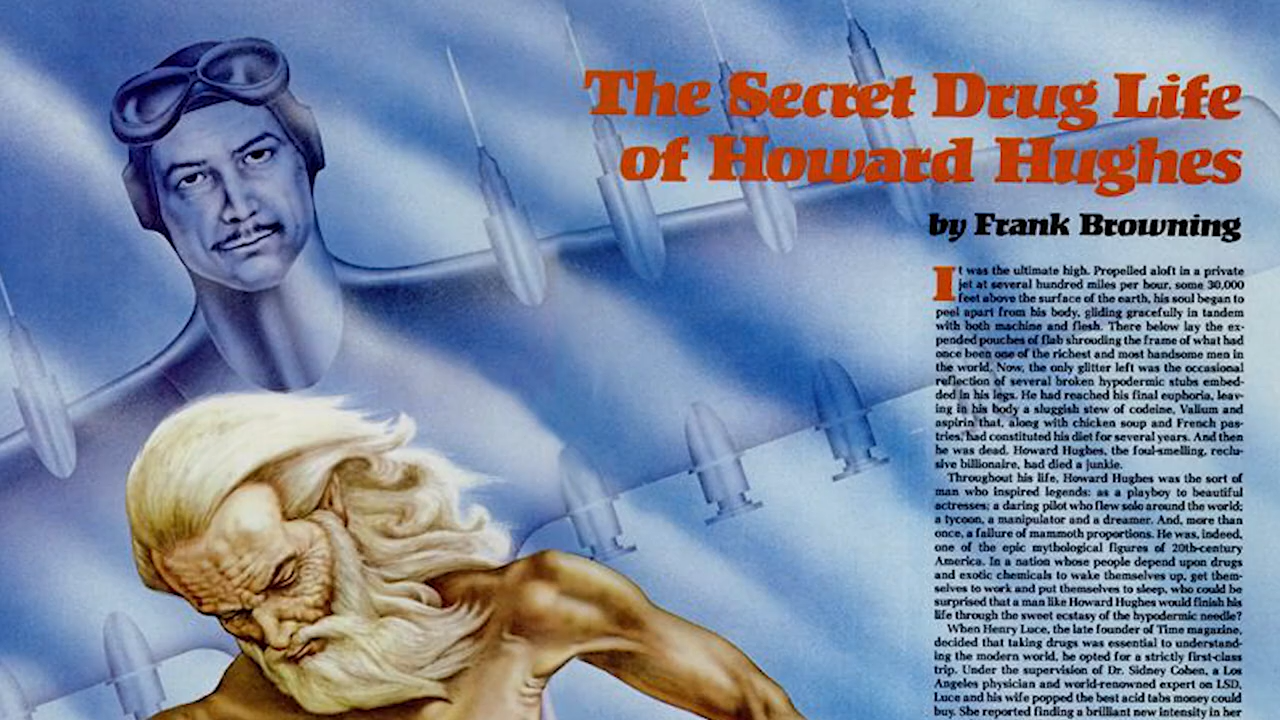 The Secret Drug Life
of Howard Hughes
by Frank Browning
It was the ultimate high. Propelled aloft in a private
jet at several hundred miles per hour, some 30,000
feet above the surface of the earth, his soul began to
peel apart from his body, gliding gracefully in tandem
with both machine and flesh. There below lay the ex-
pended pouches of flab shrouding the frame of what had
once been one of the richest and most handsome men in
the world. Now, the only glitter left was the occasional
reflection of several broken hypodermic stubs embed-
ded in his legs. He had reached his final euphoria, leav-
ing in his body a sluggish stew of codeine, Valium and
aspirin that, along with chicken soup and French pas-
tries, had constituted his diet for several years. And then
he was dead. Howard Hughes, the foul-smelling, reclu-
sive billionaire, had died a junkie.
Throughout his life, Howard Hughes was the sort of
man who inspired legends: as a playboy to beautiful
actresses; a daring pilot who flew solo around the world;
a tycoon, a manipulator and a dreamer. And, more than
once, a failure of mammoth proportions. He was, indeed,
one of the epic mythological figures of 20th-century
America. In a nation whose people depend upon drugs
and exotic chemicals to wake themselves up, get them-
selves to work and put themselves to sleep, who could be
surprised that a man like Howard Hughes would finish his
life through the sweet ecstasy of the hypodermic needle?
When Henry Luce, the late founder of Time magazine,
decided that taking drugs was essential to understand-
ing the modern world, he opted for a strictly first-class
trip. Under the supervision of Dr. Sidney Cohen, a Los
Angeles physician and world-renowned expert on LSD,
Luce and his wife popped the best acid tabs money could
buy. She reported finding a brilliant new intensity in her